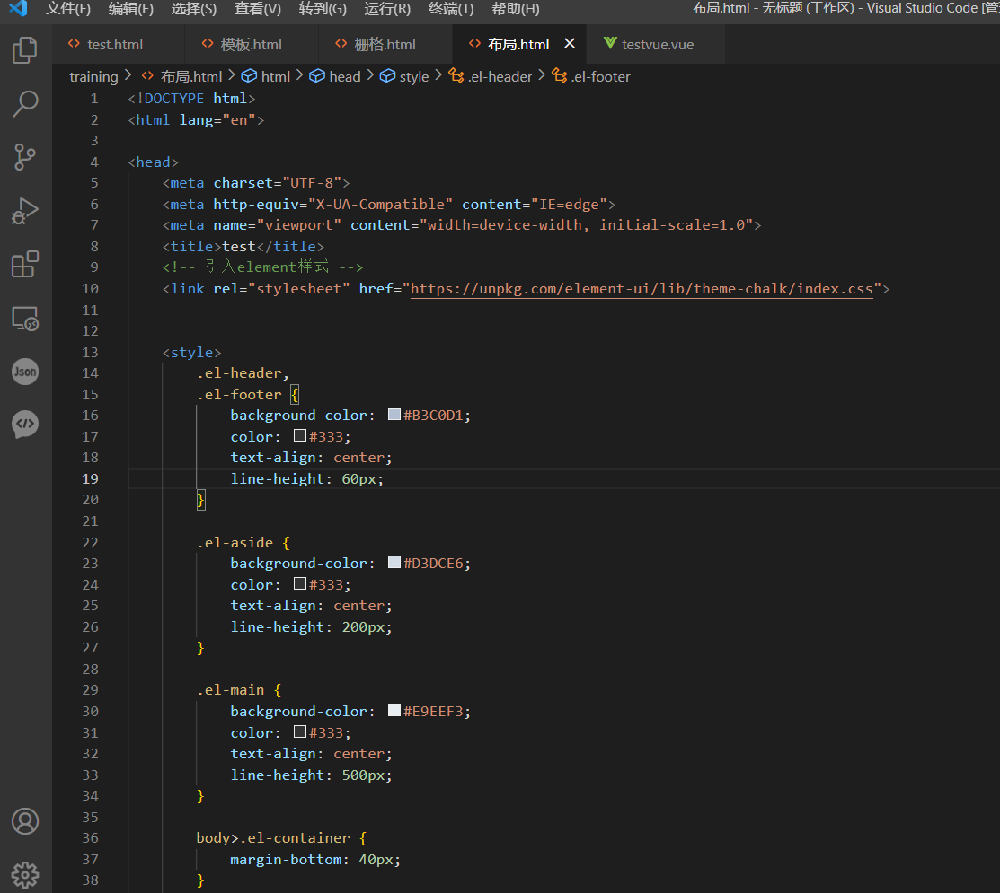 文件(F) 编辑(E) 选择(S) 查看(V) 转到(G) 运行(R) 终端(T) 帮助(H) 布局.html - 无标题 (工作区) - Visual Studio Code [管
test.html 模板.html 栅格.html 布局.html testvue.vue
training > 布局.html > html > head > style > .el-header > .el-footer
1 <!DOCTYPE html>
2 <html lang="en">
3
4 <head>
5 <meta charset="UTF-8">
6 <meta http-equiv="X-UA-Compatible" content="IE=edge">
7 <meta name="viewport" content="width=device-width, initial-scale=1.0">
8 <title>test</title>
9 <!-- 引入element样式 -->
10 <link rel="stylesheet" href="https://unpkg.com/element-ui/lib/theme-chalk/index.css">
11
12
13 <style>
14 .el-header,
15 .el-footer {
16 background-color: #B3C0D1;
17 color: #333;
18 text-align: center;
19 line-height: 60px;
20 }
21
22 .el-aside {
23 background-color: #D3DCE6;
24 color: #333;
25 text-align: center;
26 line-height: 200px;
27 }
28
29 .el-main {
30 background-color: #E9EEF3;
31 color: #333;
32 text-align: center;
33 line-height: 500px;
34 }
35
36 body>.el-container {
37 margin-bottom: 40px;
38 }
Json